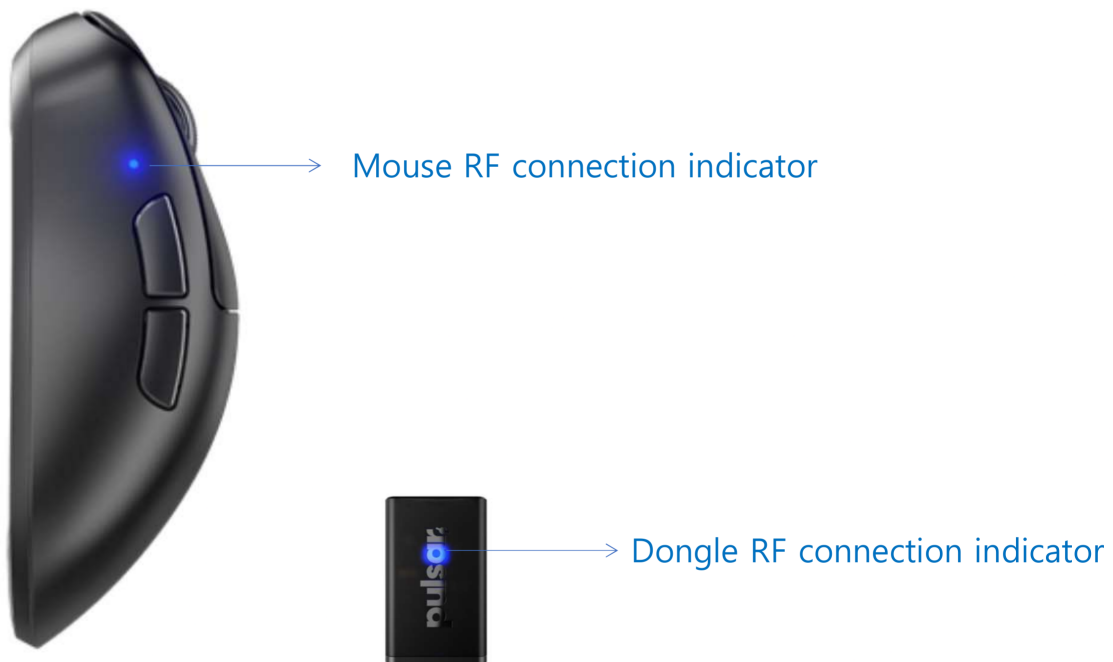 Mouse RF connection indicator
pulsar
Dongle RF connection indicator